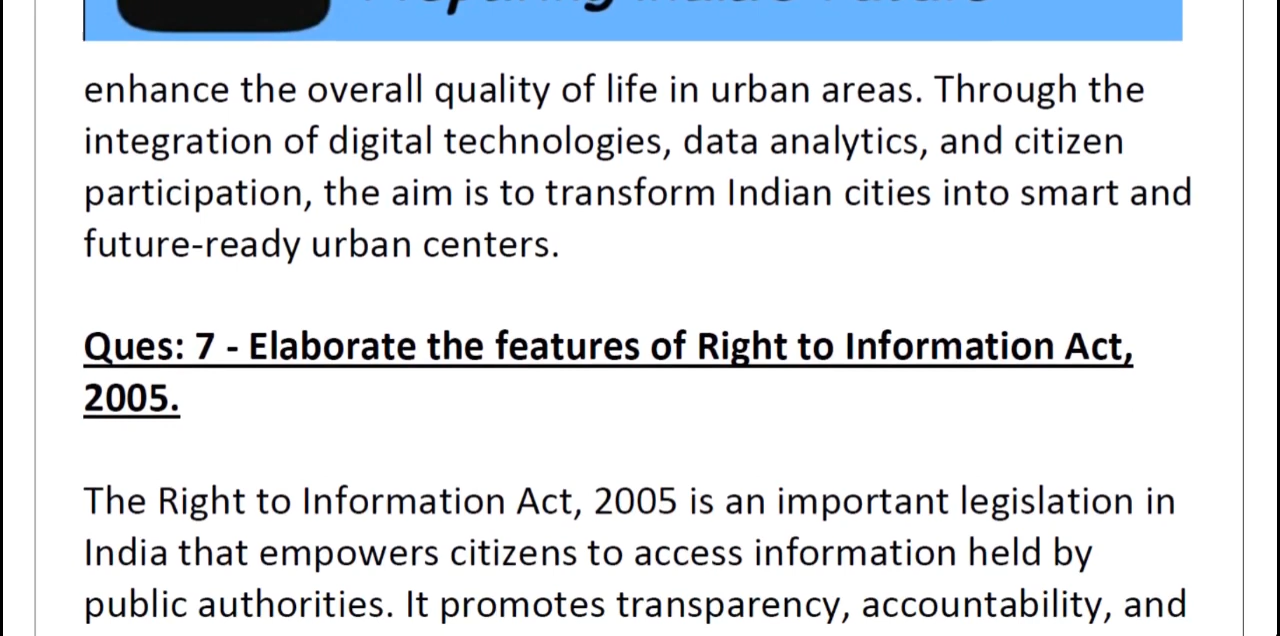 enhance the overall quality of life in urban areas. Through the
integration of digital technologies, data analytics, and citizen
participation, the aim is to transform Indian cities into smart and
future-ready urban centers.
Ques: 7 - Elaborate the features of Right to Information Act,
2005.
The Right to Information Act, 2005 is an important legislation in
India that empowers citizens to access information held by
public authorities. It promotes transparency, accountability, and